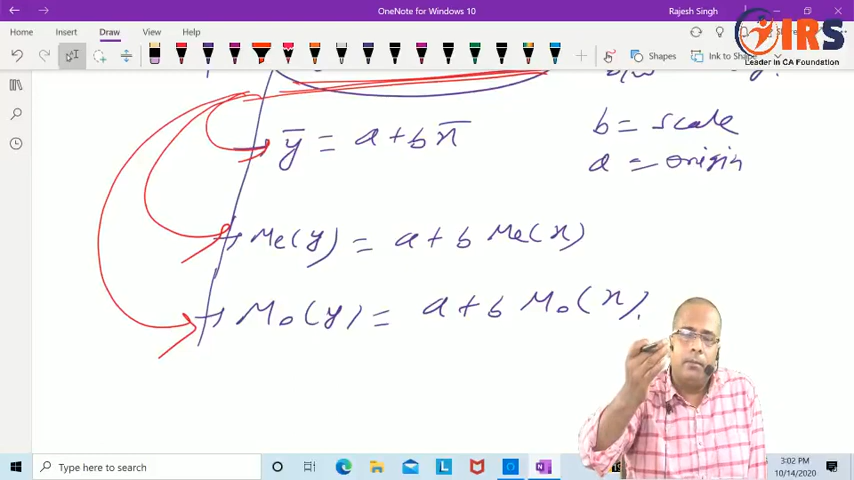 OneNote for Windows 10
Rajesh Singh
Home Insert Draw View Help
Shapes Ink to Shape
IRS
Leader in CA Foundation
y̅ = a + b x̅
b = scale
a = origin
→ Me(y) = a + b Me(x)
→ Mo(y) = a + b Mo(x).
Type here to search
L
3:02 PM
10/14/2020